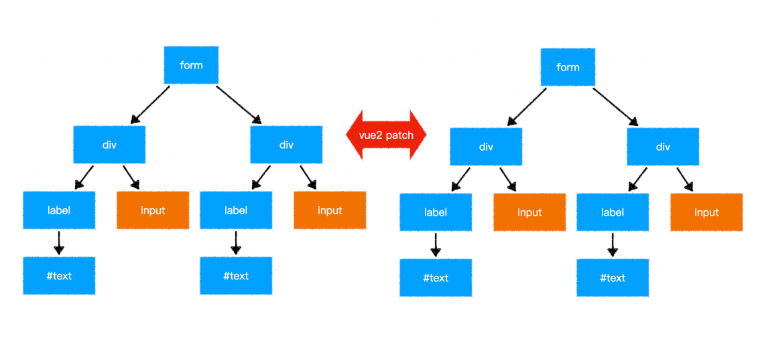 form
form
vue2 patch
div
div
div
div
label
input
label
input
label
input
label
input
#text
#text
#text
#text